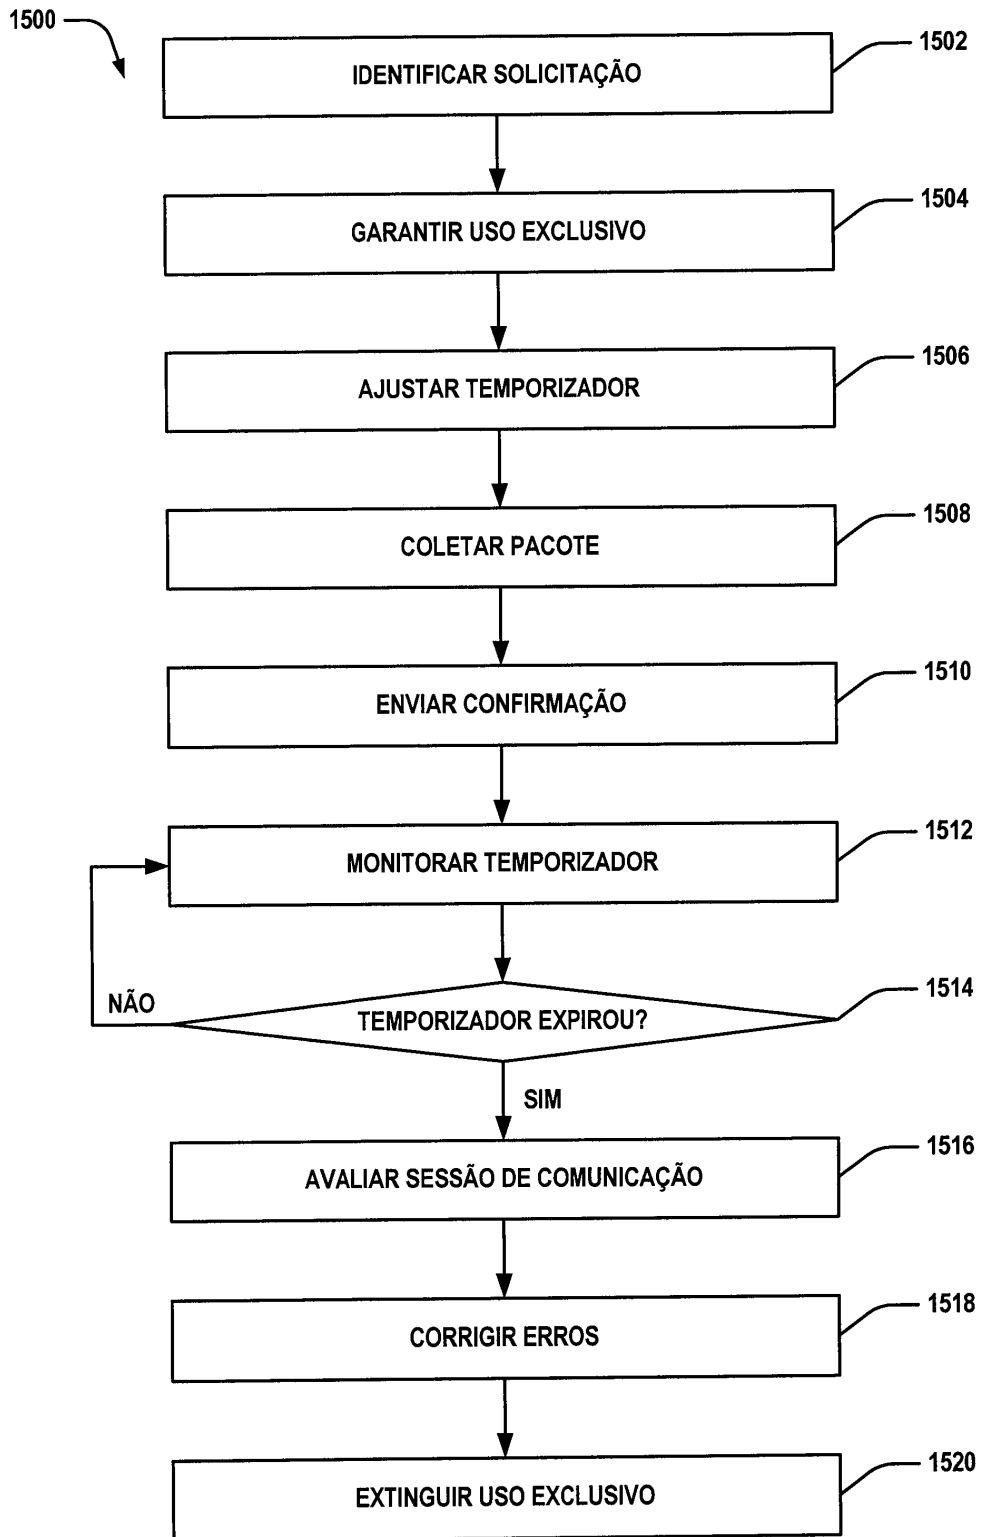 1500
1502
IDENTIFICAR SOLICITAÇÃO
1504
GARANTIR USO EXCLUSIVO
1506
AJUSTAR TEMPORIZADOR
1508
COLETAR PACOTE
1510
ENVIAR CONFIRMAÇÃO
1512
MONITORAR TEMPORIZADOR
1514
NÃO
TEMPORIZADOR EXPIROU?
SIM
1516
AVALIAR SESSÃO DE COMUNICAÇÃO
1518
CORRIGIR ERROS
1520
EXTINGUIR USO EXCLUSIVO